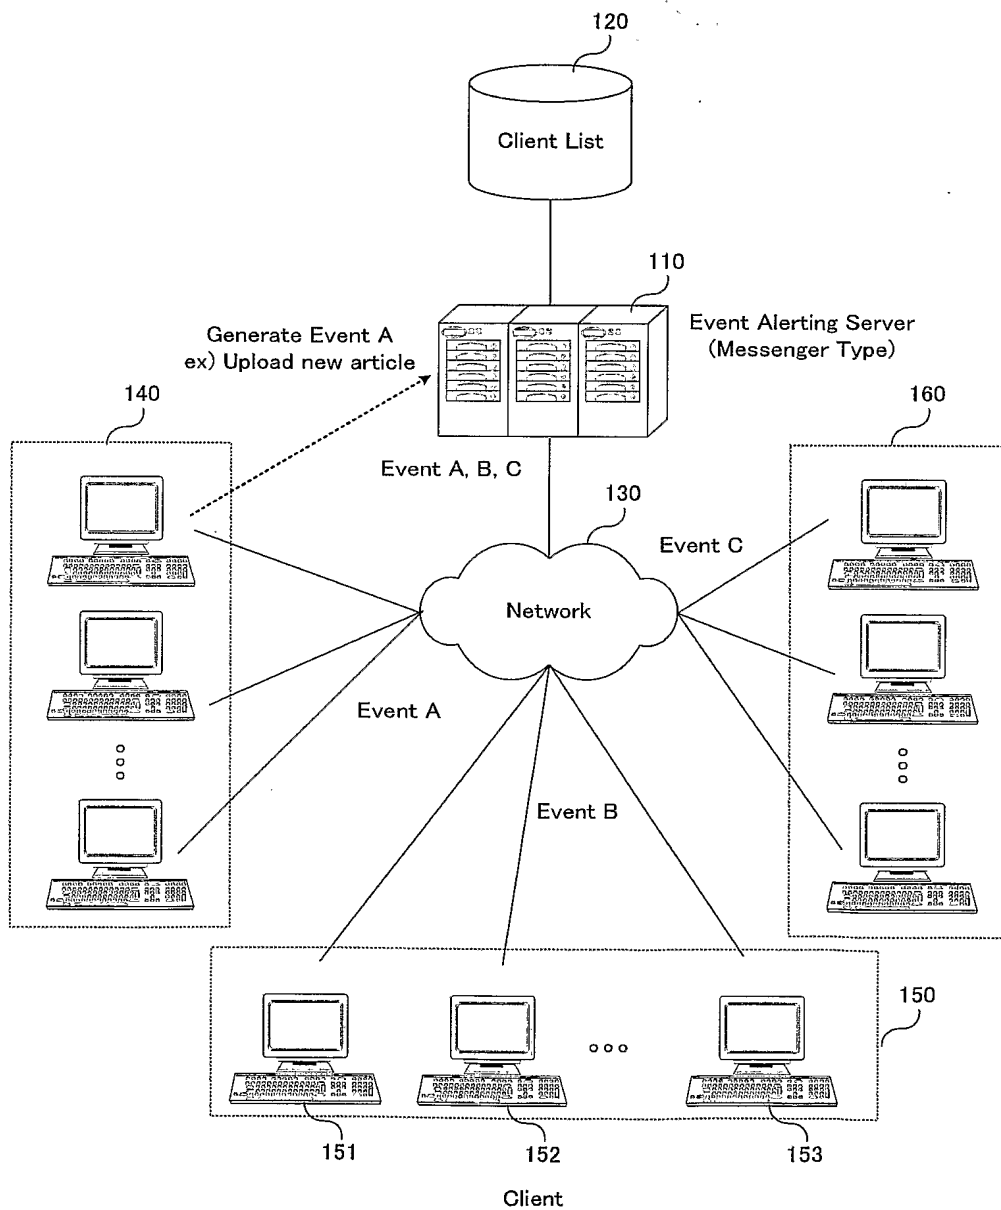 120
Client List
110
Generate Event A
ex) Upload new article
Event Alerting Server
(Messenger Type)
140
160
Event A, B, C
130
Event C
Network
Event A
Event B
150
151
152
153
Client